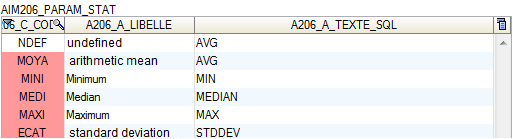 AIM206_PARAM_STAT
06_C_COD A206_A_LIBELLE A206_A_TEXTE_SQL
NDEF undefined AVG
MOYA arithmetic mean AVG
MINI Minimum MIN
MEDI Median MEDIAN
MAXI Maximum MAX
ECAT standard deviation STDDEV